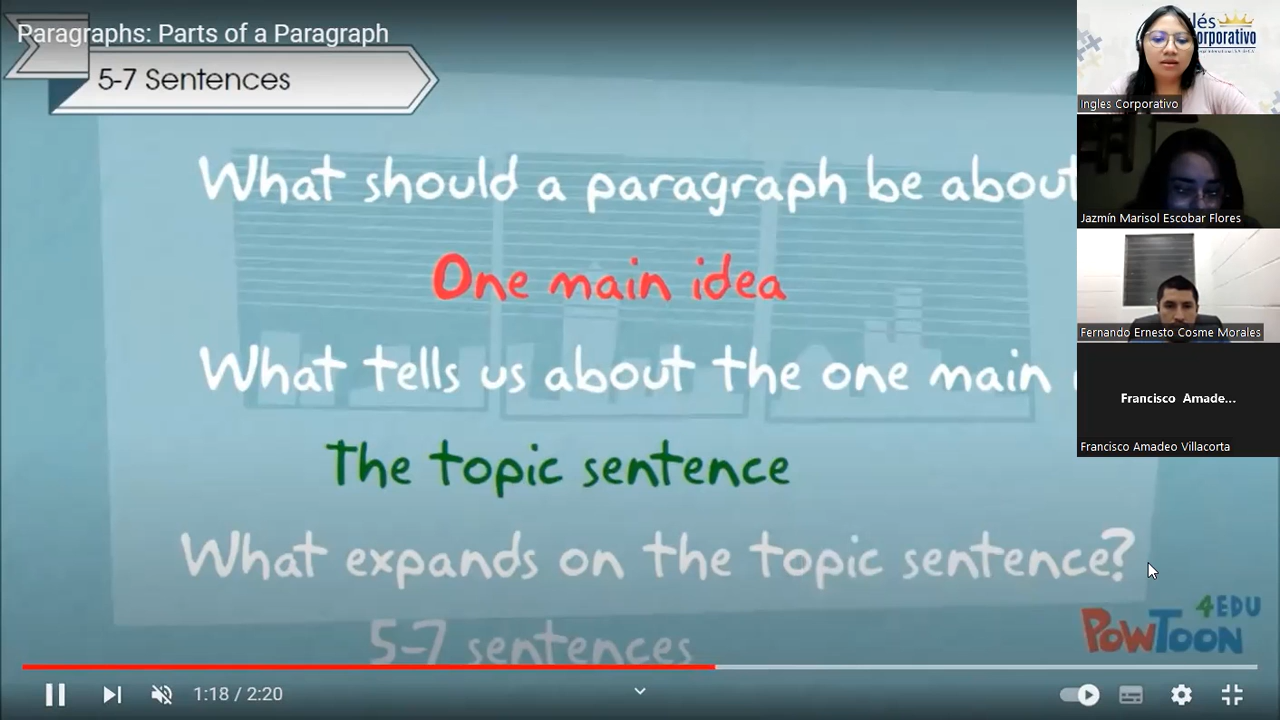 Paragraphs: Parts of a Paragraph
5-7 Sentences
What should a paragraph be about
One main idea
What tells us about the one main
The topic sentence
What expands on the topic sentence?
5-7 sentences
4EDU
POWTOON
1:18 / 2:20
lés
orporativo
Ingles Corporativo
Jazmín Marisol Escobar Flores
Fernando Ernesto Cosme Morales
Francisco Amade...
Francisco Amadeo Villacorta